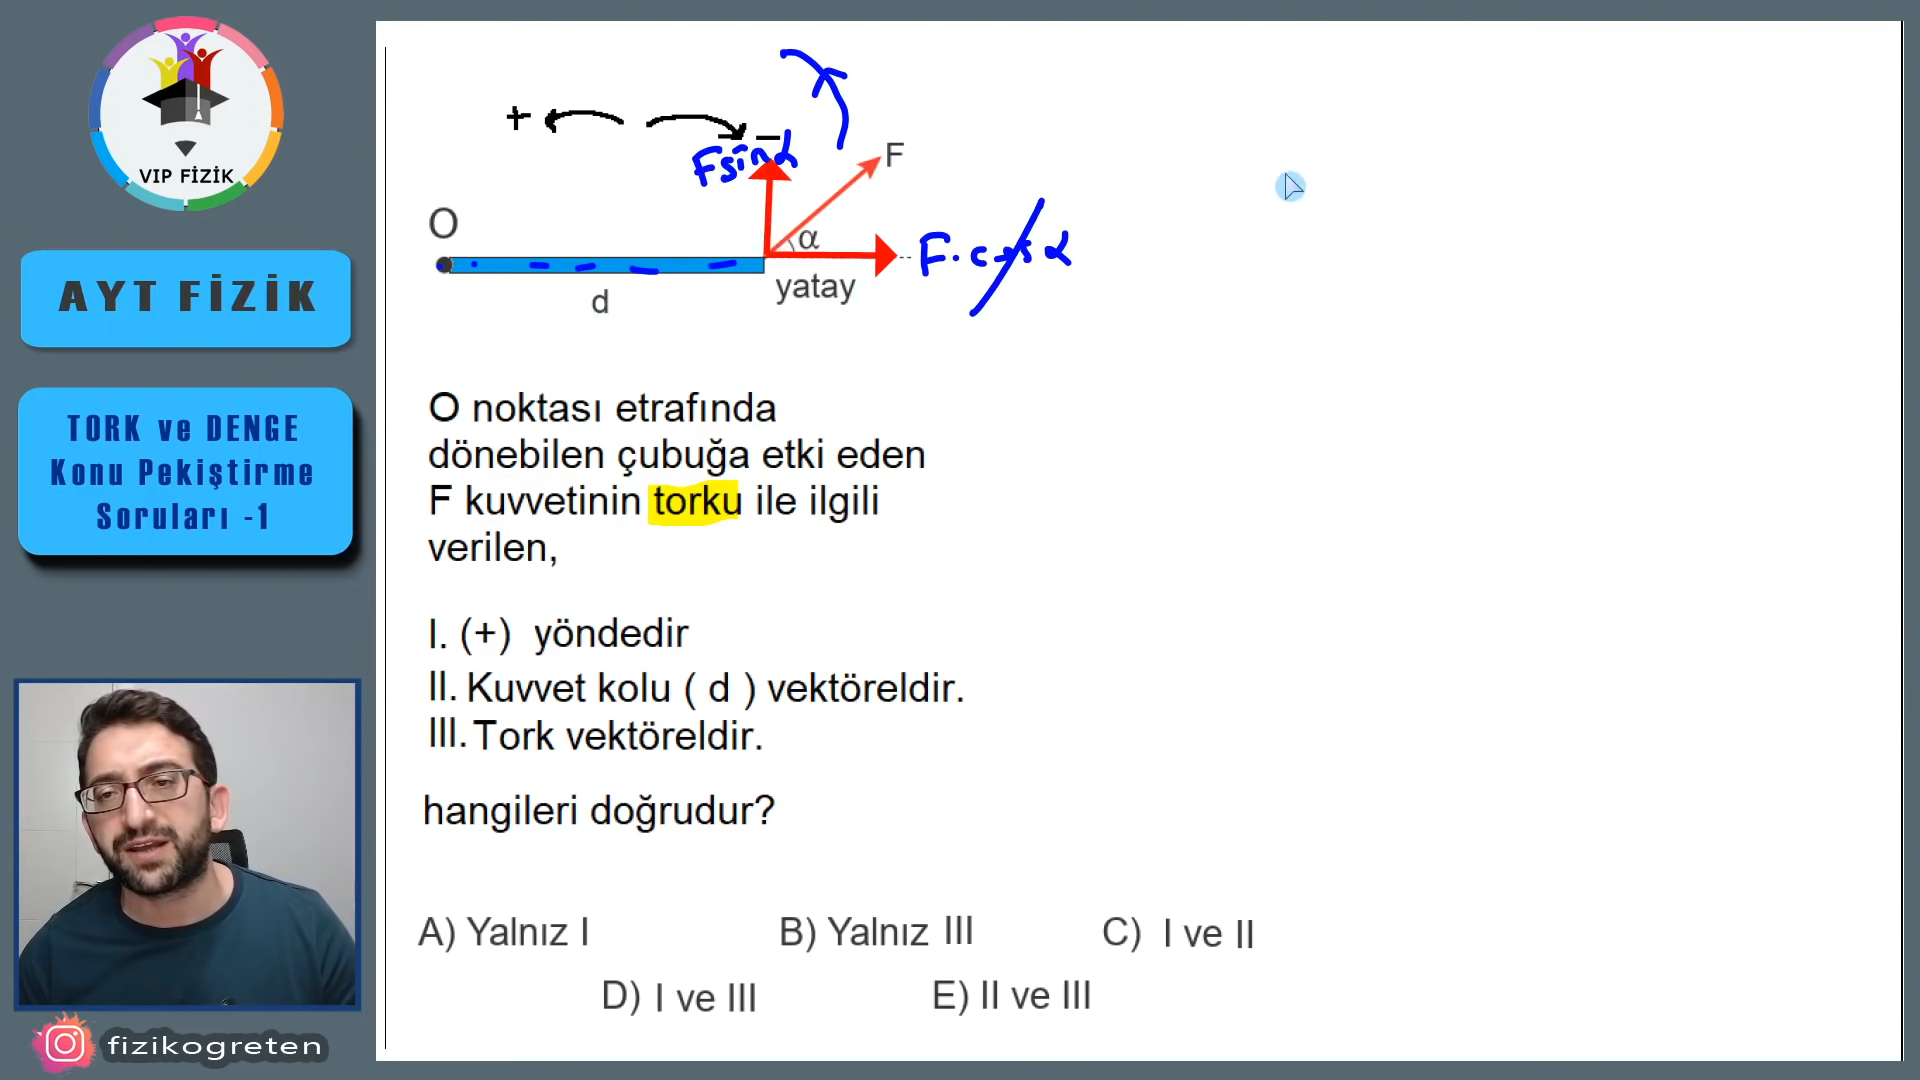 VIP FİZİK
AYT FİZİK
TORK ve DENGE
Konu Pekiştirme
Soruları -1
fizikogreten
+
– –
Fsinα
F
O
α
F.cosα
yatay
d
O noktası etrafında
dönebilen çubuğa etki eden
F kuvvetinin torku ile ilgili
verilen,
I. (+) yöndedir
II. Kuvvet kolu ( d ) vektöreldir.
III. Tork vektöreldir.
hangileri doğrudur?
A) Yalnız I B) Yalnız III C) I ve II
D) I ve III E) II ve III